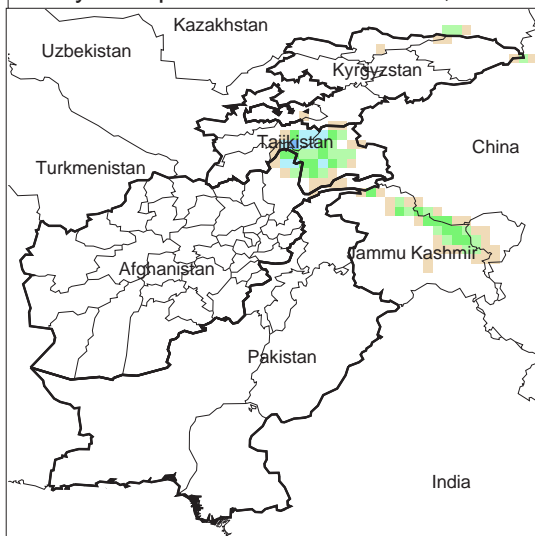 Kazakhstan
Uzbekistan
Kyrgyzstan
Tajikistan
China
Turkmenistan
Jammu Kashmir
Afghanistan
Pakistan
India